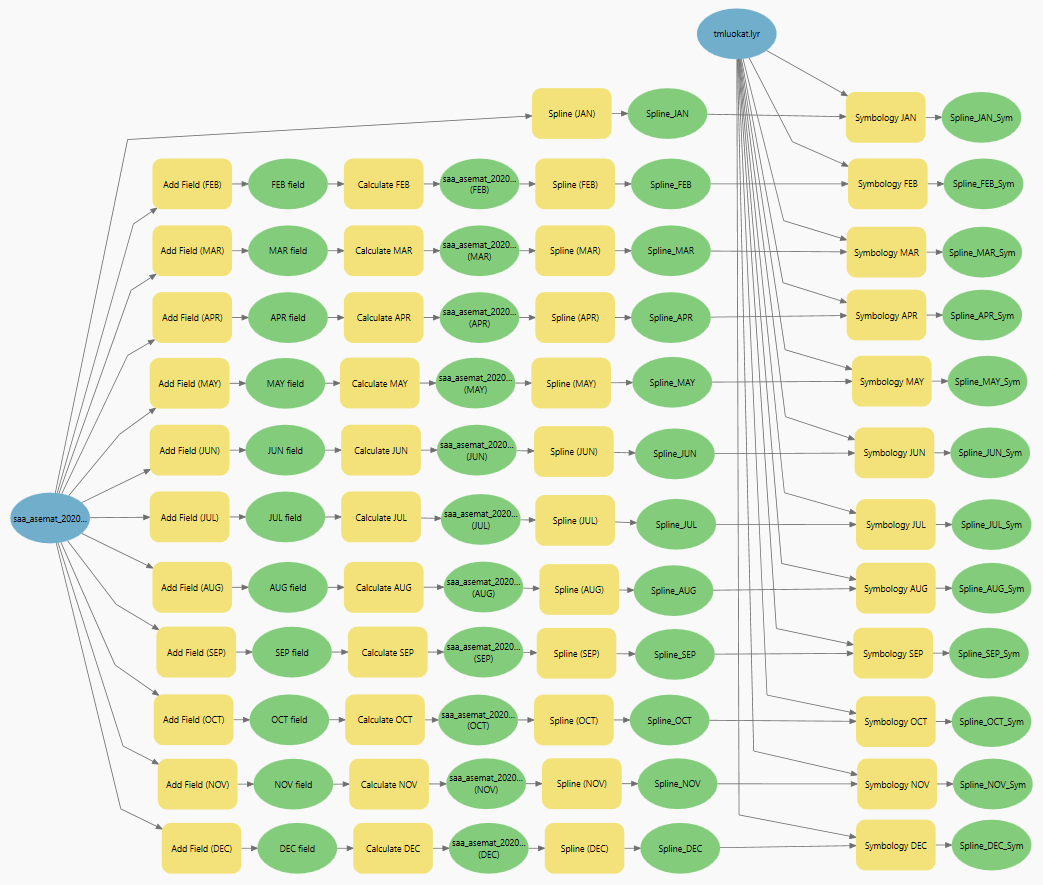 tmluokat.lyr
Spline (JAN)
Spline_JAN
Symbology JAN
Spline_JAN_Sym
Add Field (FEB)
FEB field
Calculate FEB
saa_asemat_2020...
(FEB)
Spline (FEB)
Spline_FEB
Symbology FEB
Spline_FEB_Sym
Add Field (MAR)
MAR field
Calculate MAR
saa_asemat_2020...
(MAR)
Spline (MAR)
Spline_MAR
Symbology MAR
Spline_MAR_Sym
Add Field (APR)
APR field
Calculate APR
saa_asemat_2020...
(APR)
Spline (APR)
Spline_APR
Symbology APR
Spline_APR_Sym
Add Field (MAY)
MAY field
Calculate MAY
saa_asemat_2020...
(MAY)
Spline (MAY)
Spline_MAY
Symbology MAY
Spline_MAY_Sym
Add Field (JUN)
JUN field
Calculate JUN
saa_asemat_2020...
(JUN)
Spline (JUN)
Spline_JUN
Symbology JUN
Spline_JUN_Sym
saa_asemat_2020...
Add Field (JUL)
JUL field
Calculate JUL
saa_asemat_2020...
(JUL)
Spline (JUL)
Spline_JUL
Symbology JUL
Spline_JUL_Sym
Add Field (AUG)
AUG field
Calculate AUG
saa_asemat_2020...
(AUG)
Spline (AUG)
Spline_AUG
Symbology AUG
Spline_AUG_Sym
Add Field (SEP)
SEP field
Calculate SEP
saa_asemat_2020...
(SEP)
Spline (SEP)
Spline_SEP
Symbology SEP
Spline_SEP_Sym
Add Field (OCT)
OCT field
Calculate OCT
saa_asemat_2020...
(OCT)
Spline (OCT)
Spline_OCT
Symbology OCT
Spline_OCT_Sym
Add Field (NOV)
NOV field
Calculate NOV
saa_asemat_2020...
(NOV)
Spline (NOV)
Spline_NOV
Symbology NOV
Spline_NOV_Sym
Add Field (DEC)
DEC field
Calculate DEC
saa_asemat_2020...
(DEC)
Spline (DEC)
Spline_DEC
Symbology DEC
Spline_DEC_Sym